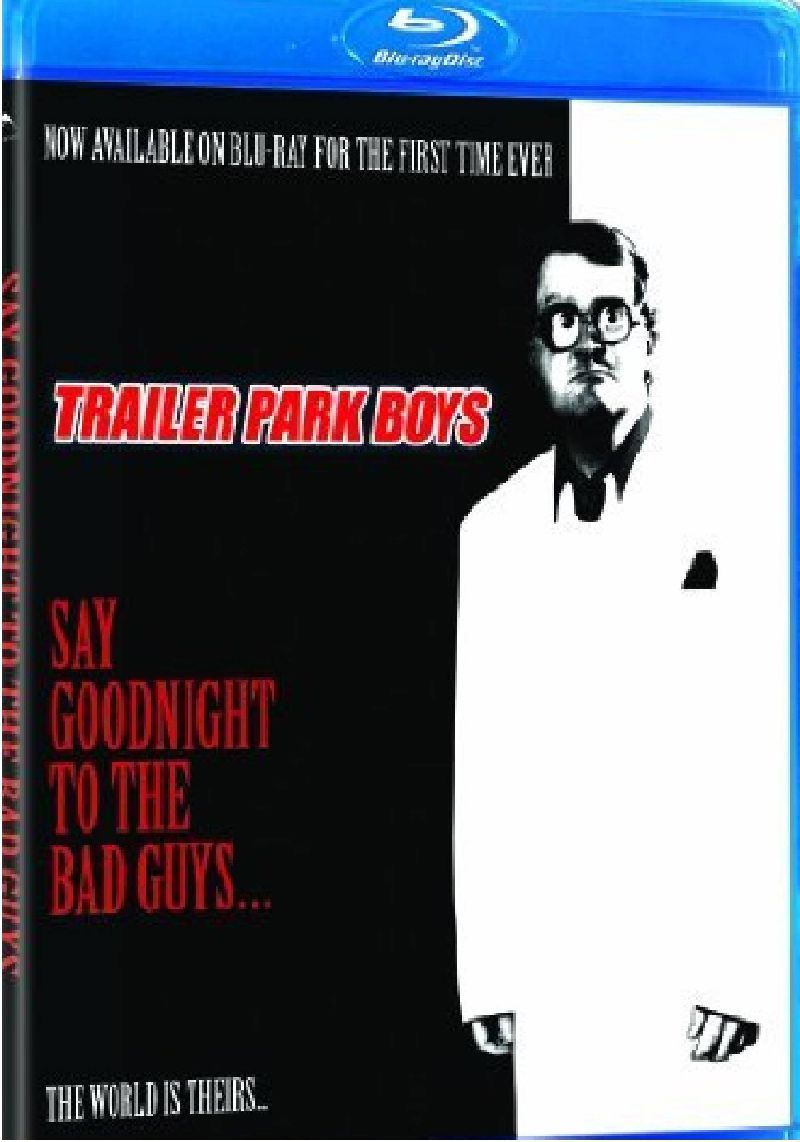 Blu-ray Disc
NOW AVAILABLE ON BLU-RAY FOR THE FIRST TIME EVER
TRAILER PARK BOYS
SAY
GOODNIGHT
TO THE
BAD GUYS...
THE WORLD IS THEIRS...
SAY GOODNIGHT TO THE BAD GUYS